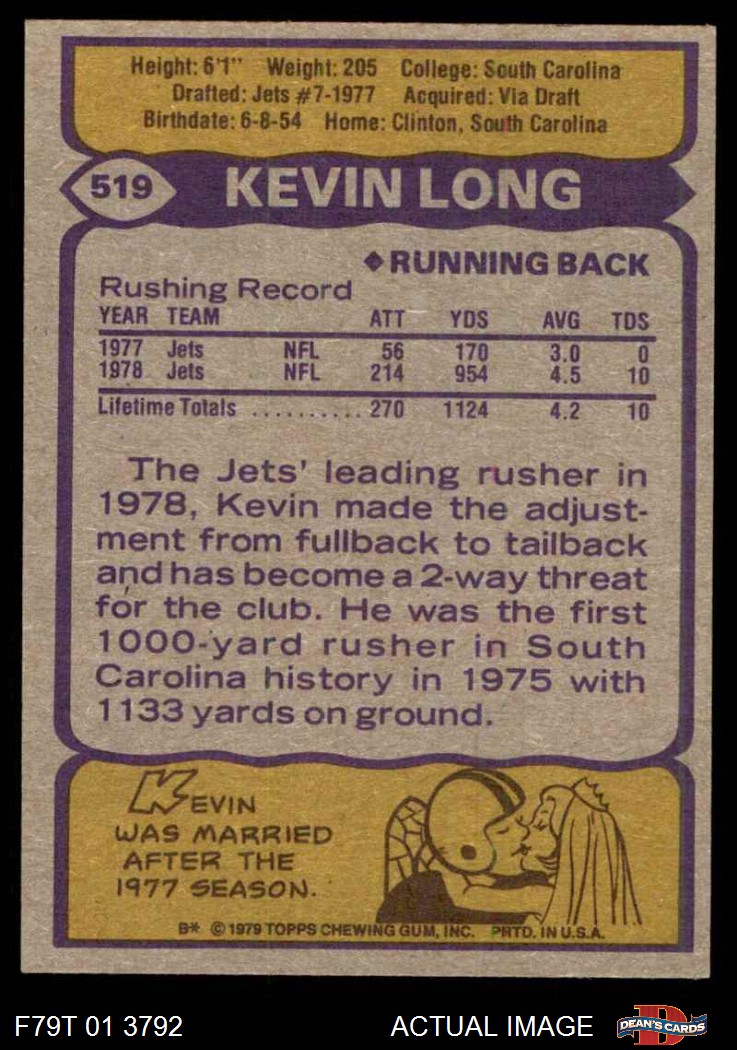 Height: 6'1" Weight: 205 College: South Carolina
Drafted: Jets #7-1977 Acquired: Via Draft
Birthdate: 6-8-54 Home: Clinton, South Carolina
519 KEVIN LONG
◆RUNNING BACK
Rushing Record
YEAR TEAM ATT YDS AVG TDS
1977 Jets NFL 56 170 3.0 0
1978 Jets NFL 214 954 4.5 10
Lifetime Totals .......... 270 1124 4.2 10
The Jets' leading rusher in
1978, Kevin made the adjust-
ment from fullback to tailback
and has become a 2-way threat
for the club. He was the first
1000-yard rusher in South
Carolina history in 1975 with
1133 yards on ground.
KEVIN
WAS MARRIED
AFTER THE
1977 SEASON.
B* © 1979 TOPPS CHEWING GUM, INC. PRTD. IN U.S.A.
F79T 01 3792 ACTUAL IMAGE D DEAN'S CARDS